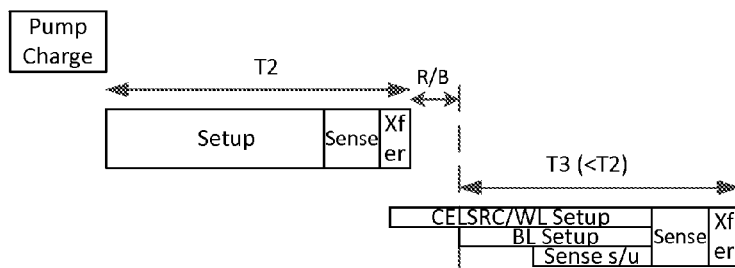 Pump
Charge
T2
R/B
Setup
Sense
Xf
er
T3 (<T2)
CELSRC/WL Setup
BL Setup
Sense s/u
Sense
Xf
er